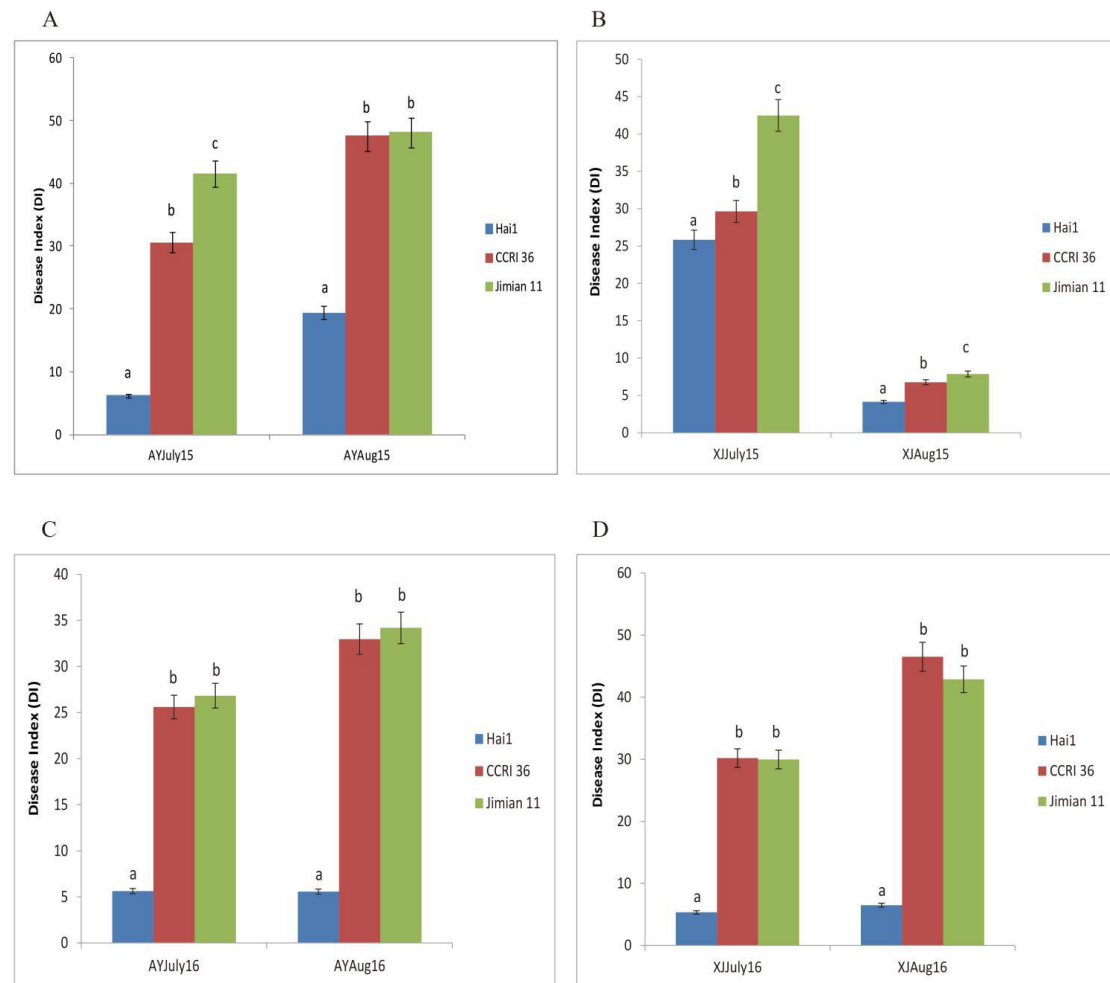 A
Disease Index (DI)
60
50
40
30
20
10
0
a
b
c
a
b
b
AYJuly15
AYAug15
Hai1
CCRI 36
Jimian 11
B
Disease Index (DI)
50
45
40
35
30
25
20
15
10
5
0
a
b
c
a
b
c
XJJuly15
XJAug15
Hai1
CCRI 36
Jimian 11
C
Disease Index (DI)
40
35
30
25
20
15
10
5
0
a
b
b
a
b
b
AYJuly16
AYAug16
Hai1
CCRI 36
Jimian 11
D
Disease Index (DI)
60
50
40
30
20
10
0
a
b
b
a
b
b
XJJuly16
XJAug16
Hai1
CCRI 36
Jimian 11